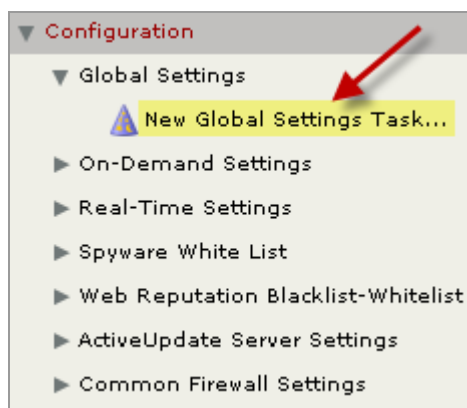 Configuration
Global Settings
New Global Settings Task...
On-Demand Settings
Real-Time Settings
Spyware White List
Web Reputation Blacklist-Whitelist
ActiveUpdate Server Settings
Common Firewall Settings